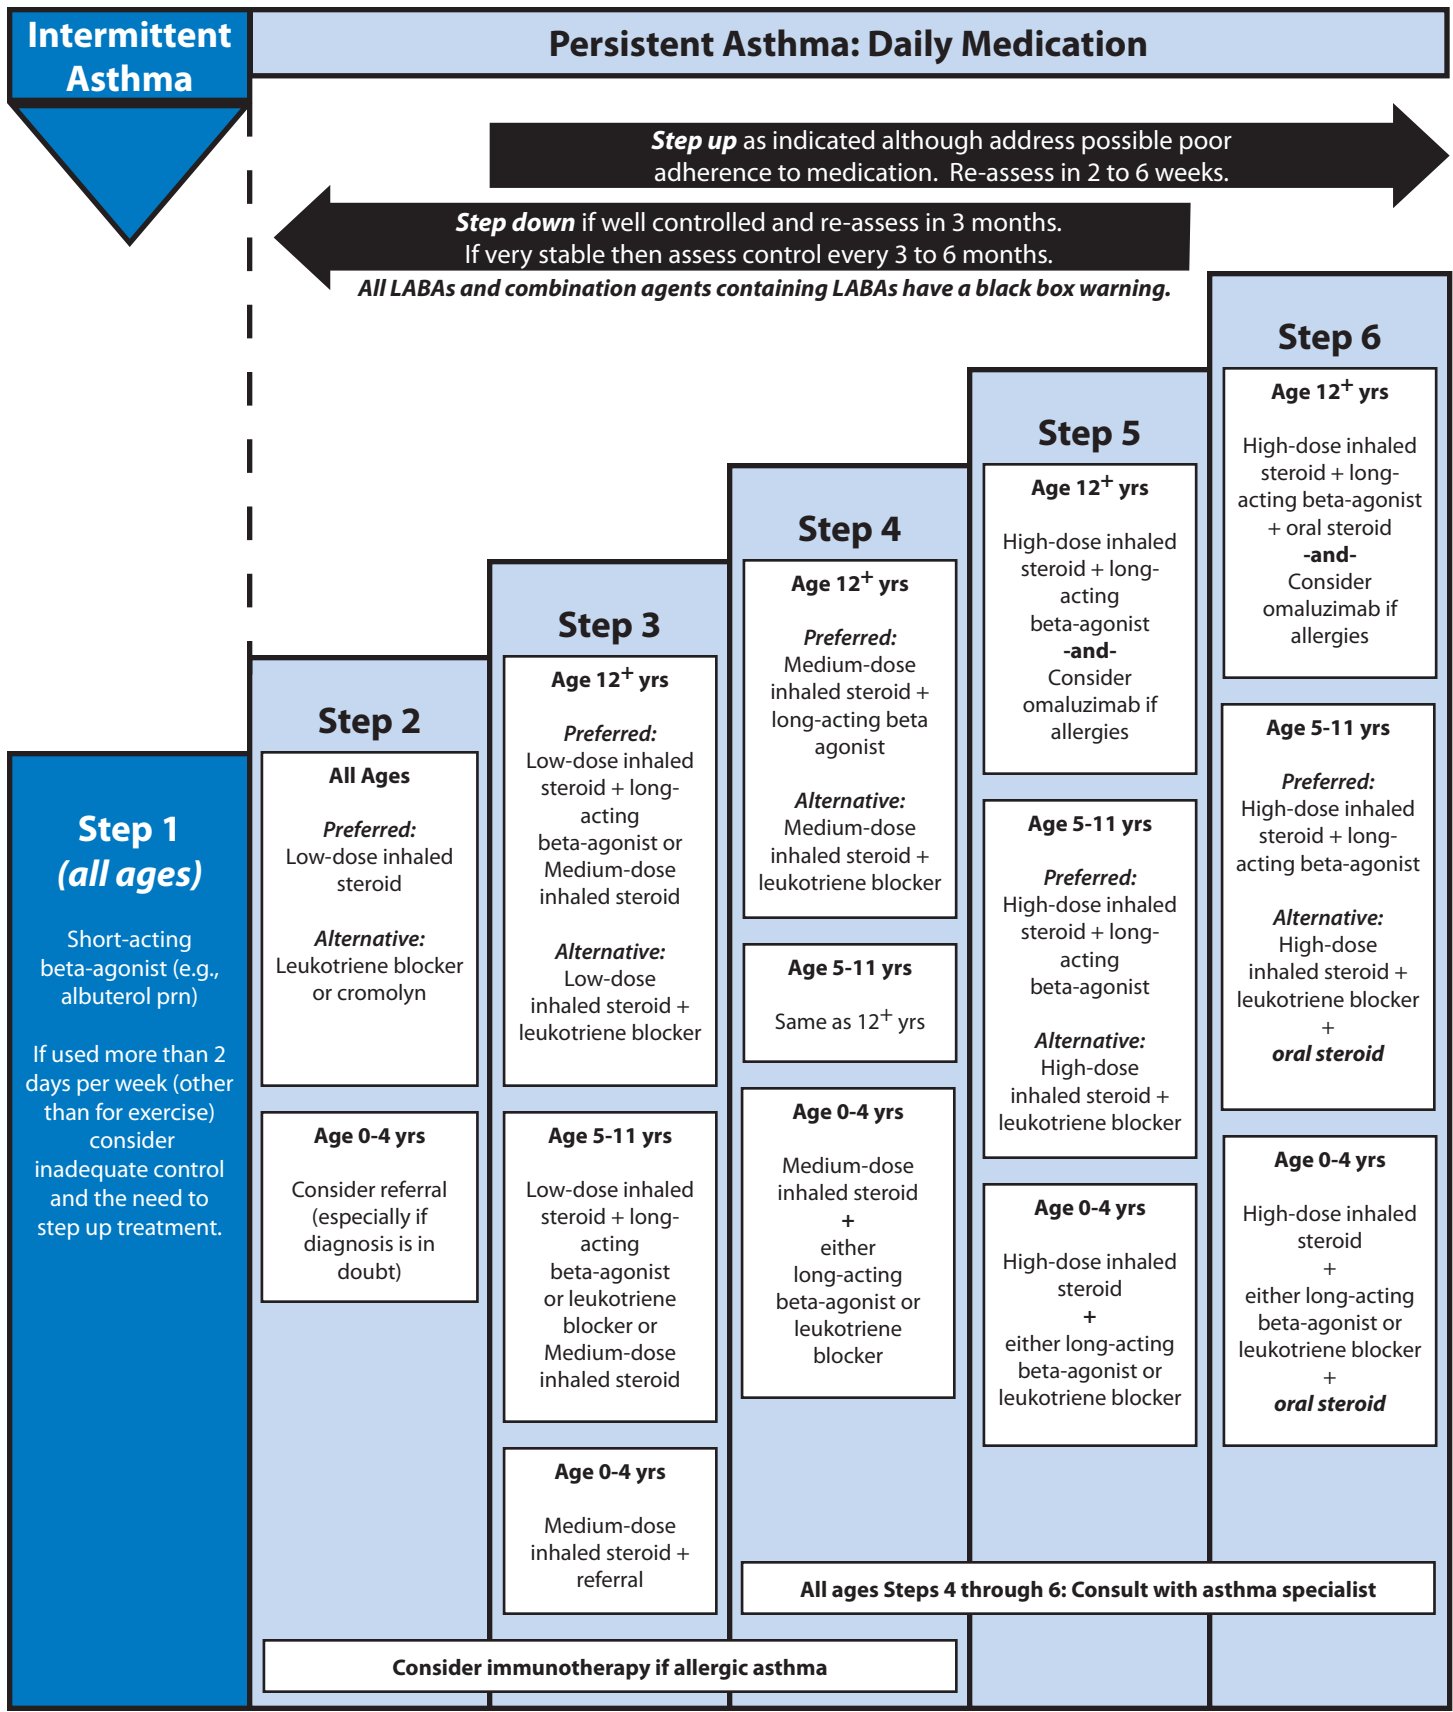 Intermittent
Asthma
Persistent Asthma: Daily Medication
Step up as indicated although address possible poor
adherence to medication.  Re-assess in 2 to 6 weeks.
Step down if well controlled and re-assess in 3 months.
If very stable then assess control every 3 to 6 months.
All LABAs and combination agents containing LABAs have a black box warning.
Step 1
(all ages)
Short-acting
beta-agonist (e.g.,
albuterol prn)
If used more than 2
days per week (other
than for exercise)
consider
inadequate control
and the need to
step up treatment.
Step 2
All Ages
Preferred:
Low-dose inhaled
steroid
Alternative:
Leukotriene blocker
or cromolyn
Age 0-4 yrs
Consider referral
(especially if
diagnosis is in
doubt)
Step 3
Age 12+ yrs
Preferred:
Low-dose inhaled
steroid + long-
acting
beta-agonist or
Medium-dose
inhaled steroid
Alternative:
Low-dose
inhaled steroid +
leukotriene blocker
Age 5-11 yrs
Low-dose inhaled
steroid + long-
acting
beta-agonist
or leukotriene
blocker or
Medium-dose
inhaled steroid
Age 0-4 yrs
Medium-dose
inhaled steroid +
referral
Step 4
Age 12+ yrs
Preferred:
Medium-dose
inhaled steroid +
long-acting beta
agonist
Alternative:
Medium-dose
inhaled steroid +
leukotriene blocker
Age 5-11 yrs
Same as 12+ yrs
Age 0-4 yrs
Medium-dose
inhaled steroid
+
either
long-acting
beta-agonist or
leukotriene
blocker
Step 5
Age 12+ yrs
High-dose inhaled
steroid + long-
acting
beta-agonist
-and-
Consider
omaluzimab if
allergies
Age 5-11 yrs
Preferred:
High-dose inhaled
steroid + long-
acting
beta-agonist
Alternative:
High-dose
inhaled steroid +
leukotriene blocker
Age 0-4 yrs
High-dose inhaled
steroid
+
either long-acting
beta-agonist or
leukotriene blocker
Step 6
Age 12+ yrs
High-dose inhaled
steroid + long-
acting beta-agonist
+ oral steroid
-and-
Consider
omaluzimab if
allergies
Age 5-11 yrs
Preferred:
High-dose inhaled
steroid + long-
acting beta-agonist
Alternative:
High-dose
inhaled steroid +
leukotriene blocker
+
oral steroid
Age 0-4 yrs
High-dose inhaled
steroid
+
either long-acting
beta-agonist or
leukotriene blocker
+
oral steroid
All ages Steps 4 through 6: Consult with asthma specialist
Consider immunotherapy if allergic asthma